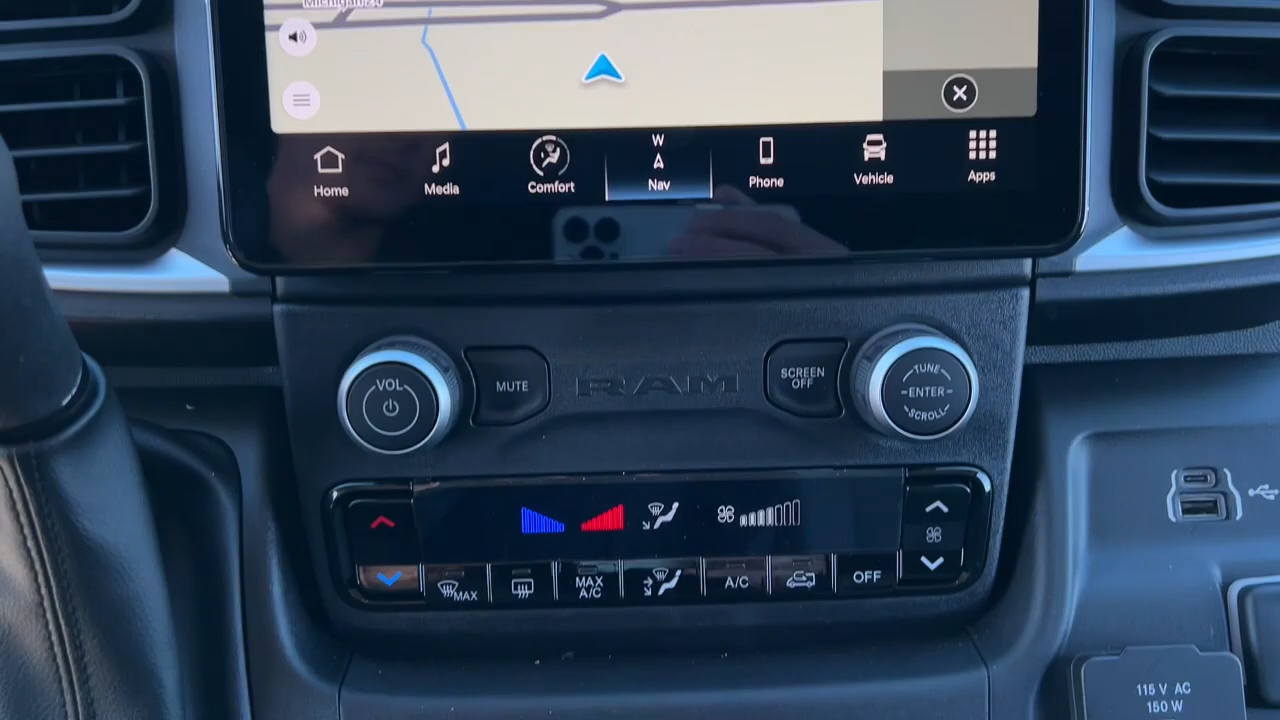 W
Home
Media
Comfort
Nav
Phone
Vehicle
Apps
VOL
MUTE
RAM
SCREEN
OFF
TUNE
ENTER
SCROLL
MAX
MAX
A/C
A/C
OFF
115 V AC
150 W